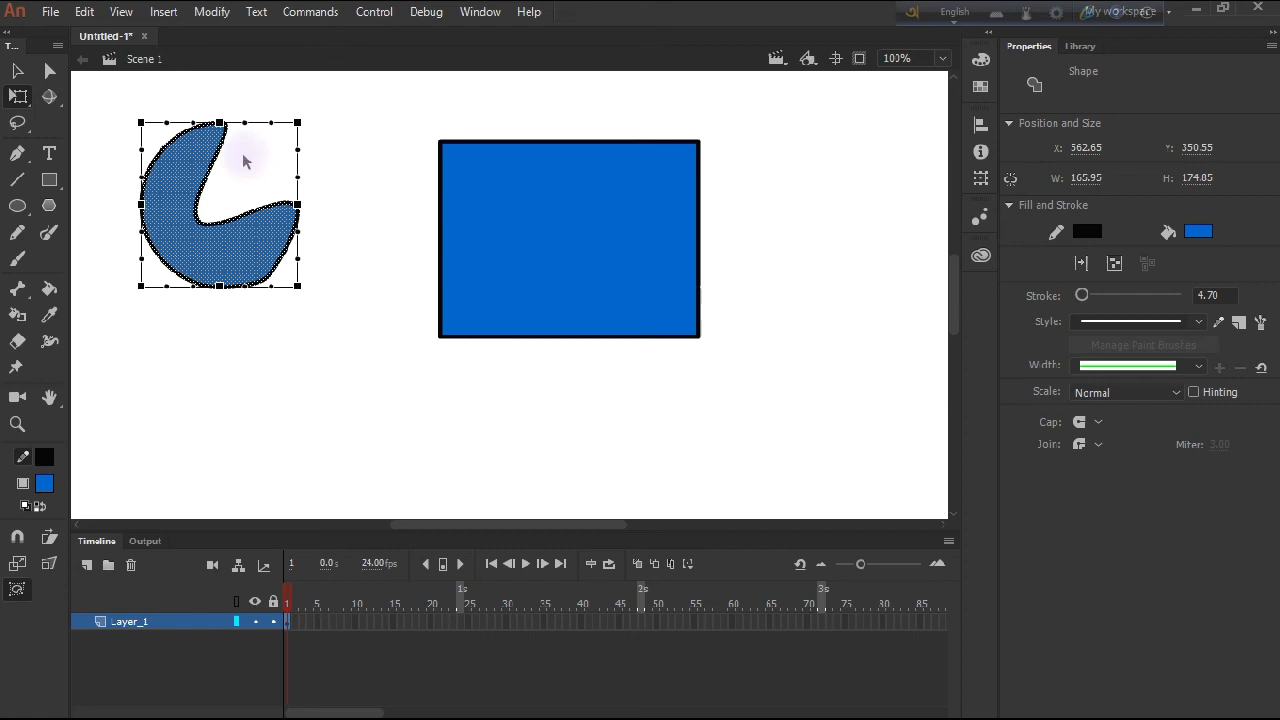 An File Edit View Insert Modify Text Commands Control Debug Window Help English My workspace
T... Untitled-1* × Properties Library
Scene 1 100%
Shape
Position and Size
X: 562.65 Y: 350.55
W: 165.95 H: 174.85
Fill and Stroke
Stroke: 4.70
Style:
Manage Paint Brushes
Width:
Scale: Normal Hinting
Cap:
Join: Miter: 3.00
Timeline Output
1 0.0s 24.00fps
1s 2s 3s
1 5 10 15 20 25 30 35 40 45 50 55 60 65 70 75 80 85
Layer_1